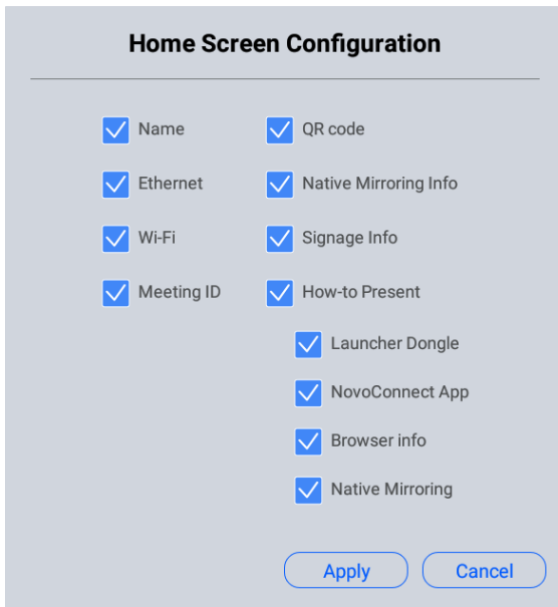 Home Screen Configuration
Name
QR code
Ethernet
Native Mirroring Info
Wi-Fi
Signage Info
Meeting ID
How-to Present
Launcher Dongle
NovoConnect App
Browser info
Native Mirroring
Apply
Cancel